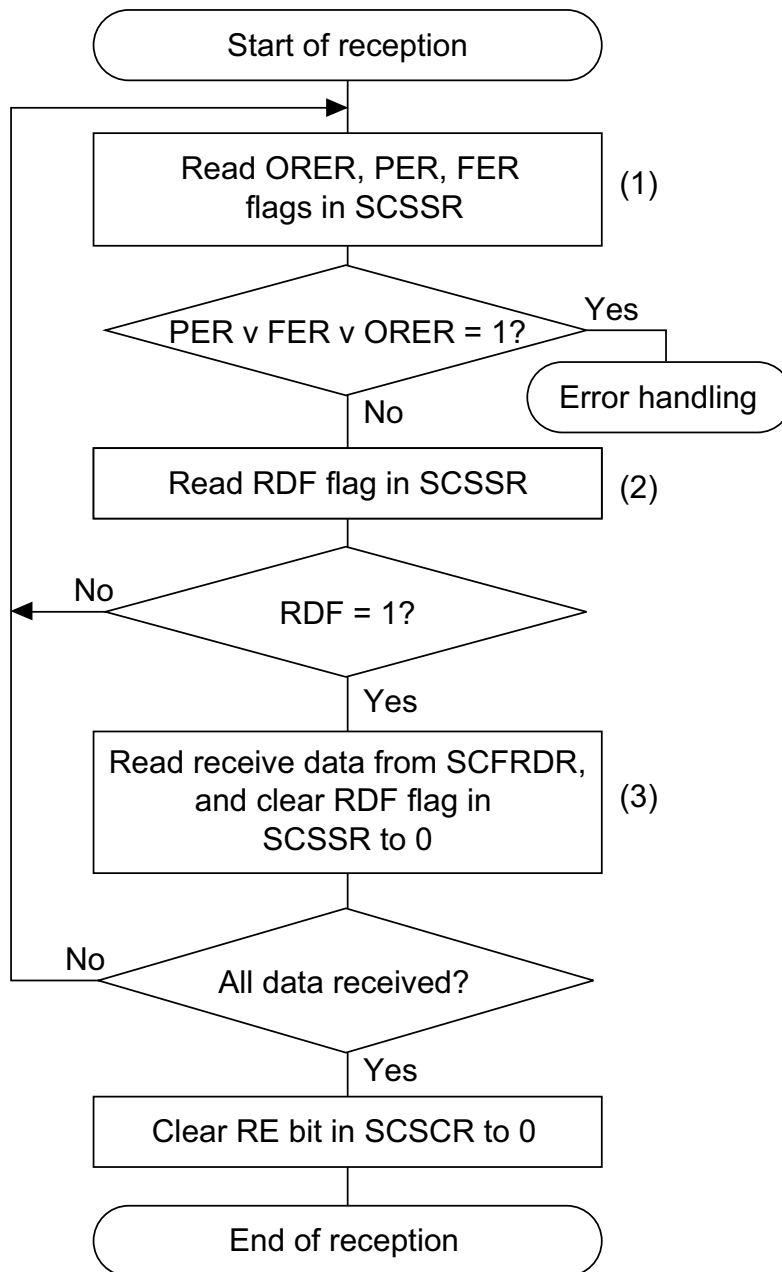 Start of reception
Read ORER, PER, FER
flags in SCSSR
(1)
PER v FER v ORER = 1?
Yes
Error handling
No
Read RDF flag in SCSSR
(2)
No
RDF = 1?
Yes
Read receive data from SCFRDR,
and clear RDF flag in
SCSSR to 0
(3)
No
All data received?
Yes
Clear RE bit in SCSCR to 0
End of reception